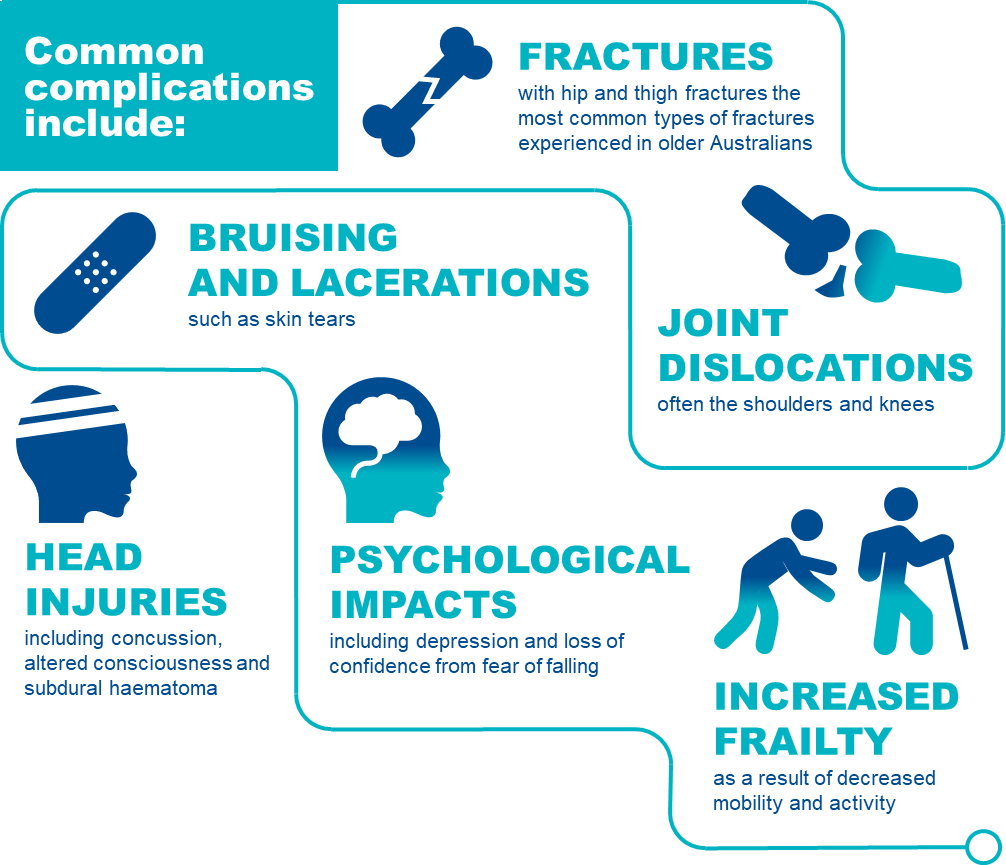 Common
complications
include:
FRACTURES
with hip and thigh fractures the
most common types of fractures
experienced in older Australians
JOINT
DISLOCATIONS
often the shoulders and knees
BRUISING
AND LACERATIONS
such as skin tears
HEAD
INJURIES
including concussion,
altered consciousness and
subdural haematoma
PSYCHOLOGICAL
IMPACTS
including depression and loss of
confidence from fear of falling
INCREASED
FRAILTY
as a result of decreased
mobility and activity